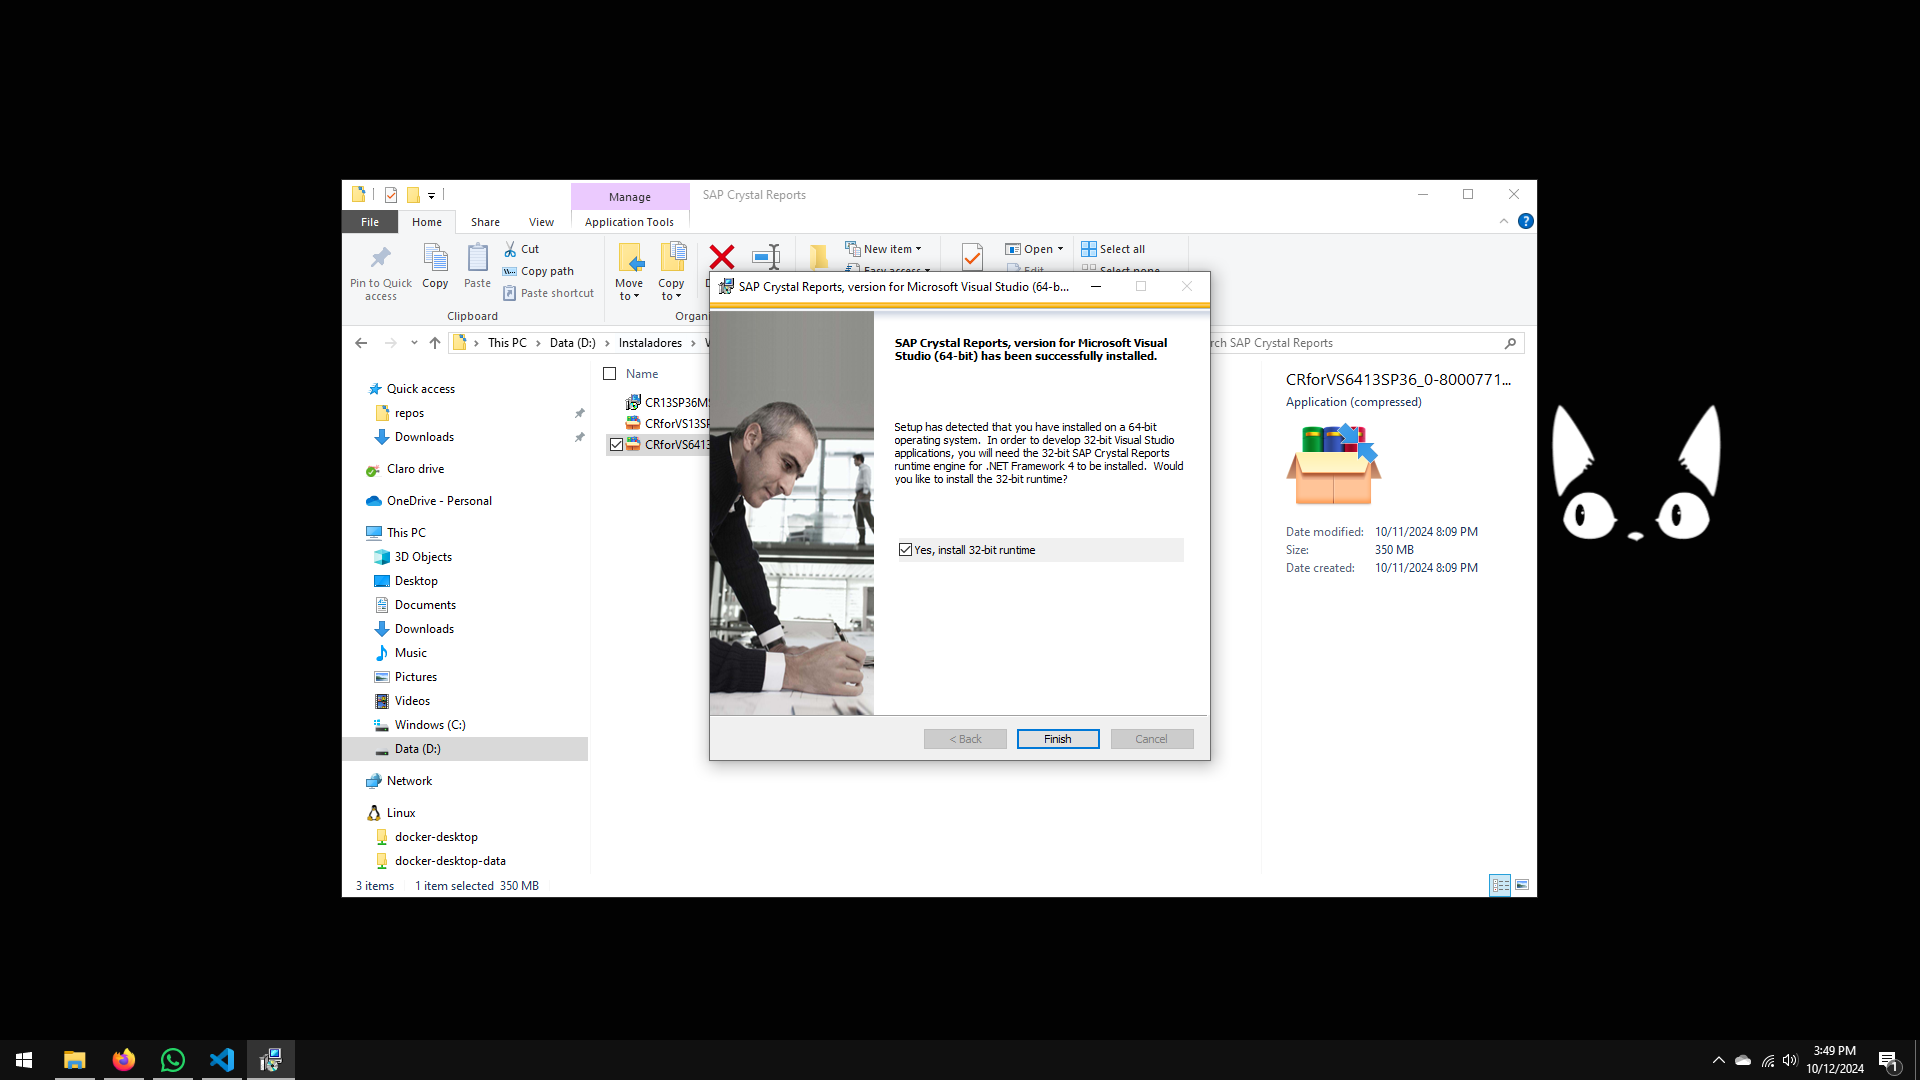 Manage
SAP Crystal Reports
File
Home
Share
View
Application Tools
Pin to Quick
access
Copy
Paste
Cut
Copy path
Paste shortcut
Clipboard
Move
to
Copy
to
Organi
New item
Easy access
Open
Edit
Select all
Select none
This PC
Data (D:)
Instaladores
rch SAP Crystal Reports
Quick access
repos
Downloads
Claro drive
OneDrive - Personal
This PC
3D Objects
Desktop
Documents
Downloads
Music
Pictures
Videos
Windows (C:)
Data (D:)
Network
Linux
docker-desktop
docker-desktop-data
Name
CR13SP36MS
CRforVS13SP
CRforVS6413
SAP Crystal Reports, version for Microsoft Visual Studio (64-b...
SAP Crystal Reports, version for Microsoft Visual
Studio (64-bit) has been successfully installed.
Setup has detected that you have installed on a 64-bit
operating system. In order to develop 32-bit Visual Studio
applications, you will need the 32-bit SAP Crystal Reports
runtime engine for .NET Framework 4 to be installed. Would
you like to install the 32-bit runtime?
Yes, install 32-bit runtime
< Back
Finish
Cancel
CRforVS6413SP36_0-8000771...
Application (compressed)
Date modified: 10/11/2024 8:09 PM
Size: 350 MB
Date created: 10/11/2024 8:09 PM
3 items
1 item selected 350 MB
3:49 PM
10/12/2024
1